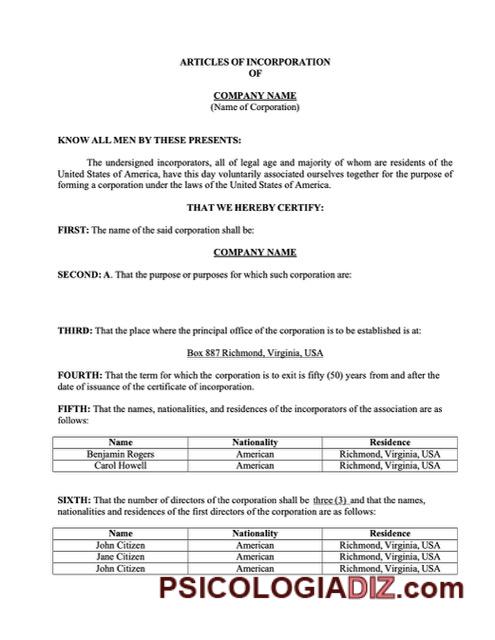 ARTICLES OF INCORPORATION
OF
COMPANY NAME
(Name of Corporation)
KNOW ALL MEN BY THESE PRESENTS:
The undersigned incorporators, all of legal age and majority of whom are residents of the
United States of America, have this day voluntarily associated ourselves together for the purpose of
forming a corporation under the laws of the United States of America.
THAT WE HEREBY CERTIFY:
FIRST: The name of the said corporation shall be:
COMPANY NAME
SECOND: A. That the purpose or purposes for which such corporation are:
THIRD: That the place where the principal office of the corporation is to be established is at:
Box 887 Richmond, Virginia, USA
FOURTH: That the term for which the corporation is to exit is fifty (50) years from and after the
date of issuance of the certificate of incorporation.
FIFTH: That the names, nationalities, and residences of the incorporators of the association are as
follows:
Name Nationality Residence
Benjamin Rogers American Richmond, Virginia, USA
Carol Howell American Richmond, Virginia, USA
SIXTH: That the number of directors of the corporation shall be three (3) and that the names,
nationalities and residences of the first directors of the corporation are as follows:
Name Nationality Residence
John Citizen American Richmond, Virginia, USA
Jane Citizen American Richmond, Virginia, USA
John Citizen American Richmond, Virginia, USA
PSICOLOGIADIZ.com